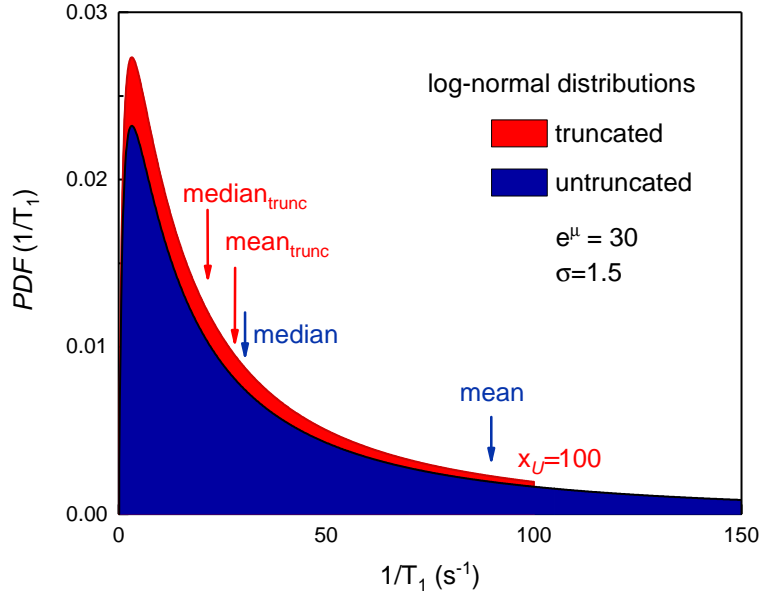 0.03
log-normal distributions
truncated
untruncated
0.02
median_trunc
mean_trunc
e^μ = 30
σ=1.5
PDF (1/T_1)
0.01
median
mean
x_U=100
0.00
0 50 100 150
1/T_1 (s^-1)